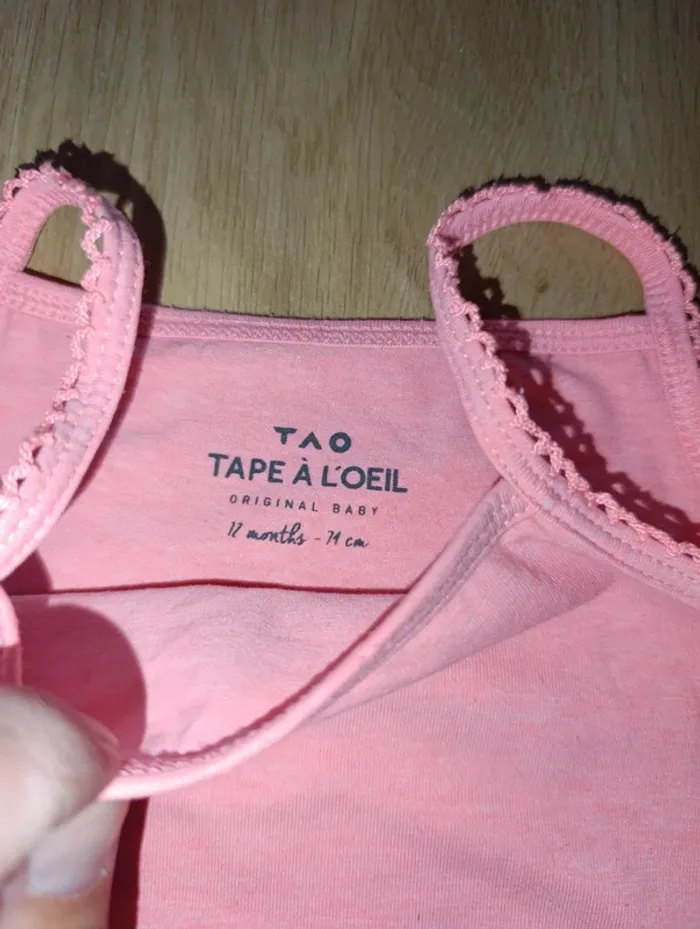 TAO
TAPE À L'OEIL
ORIGINAL BABY
12 months - 74 cm